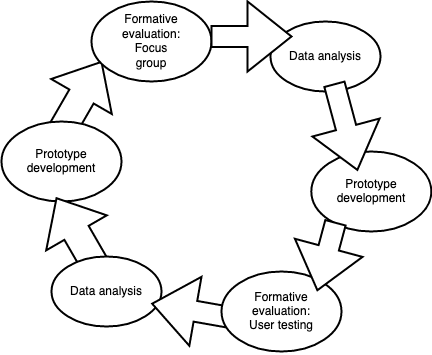 Formative
evaluation:
Focus
group
Data analysis
Prototype
development
Formative
evaluation:
User testing
Data analysis
Prototype
development